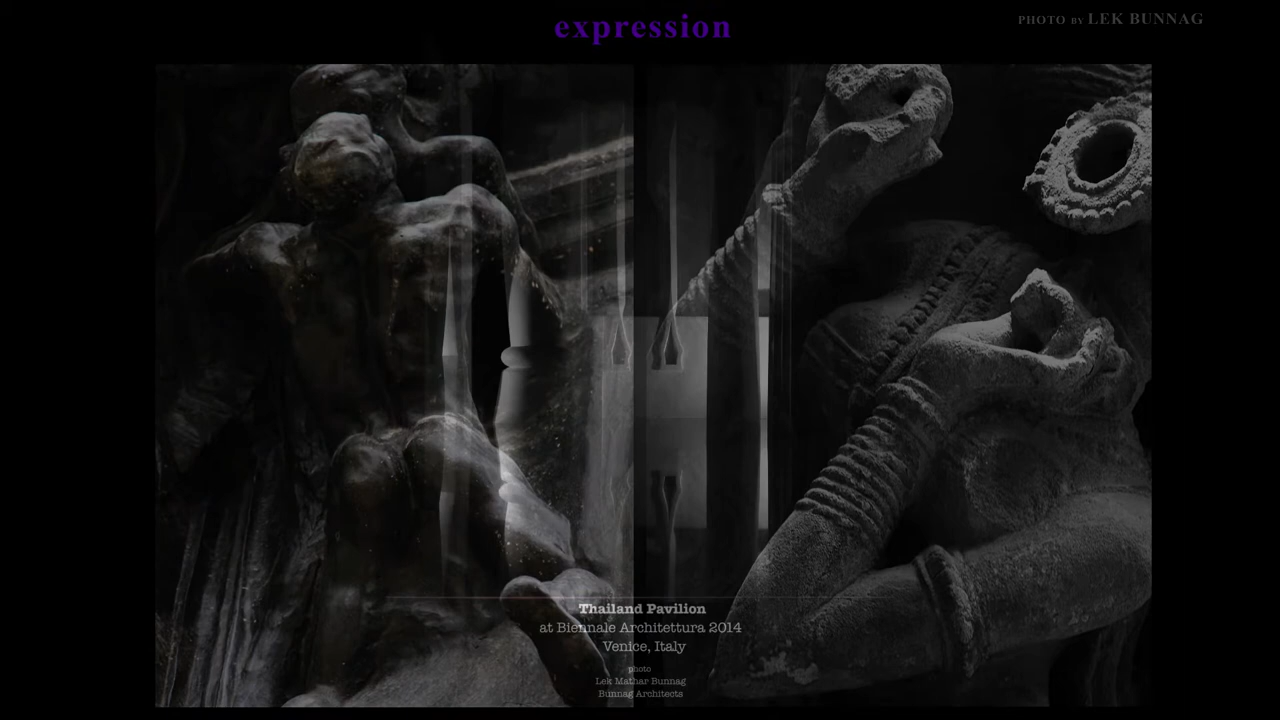 expression
PHOTO BY LEK BUNNAG
Thailand Pavilion
at Biennale Architettura 2014
Venice, Italy
photo
Lek Mathar Bunnag
Bunnag Architects